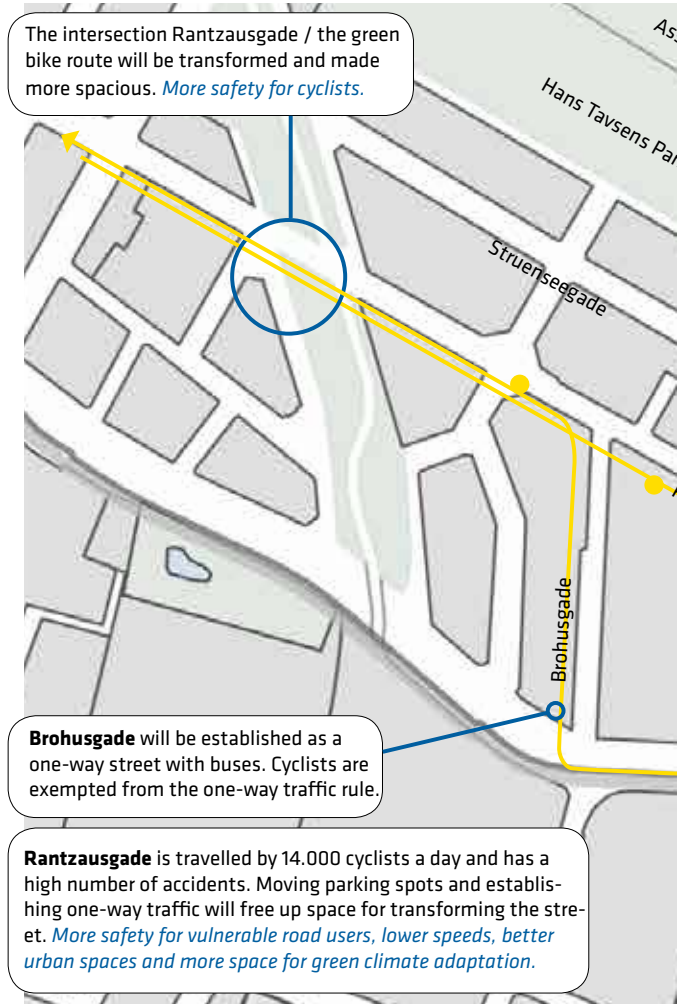 The intersection Rantzausgade / the green
bike route will be transformed and made
more spacious. More safety for cyclists.
Hans Tavsens Par
Struenseegade
Brohusgade
Brohusgade will be established as a
one-way street with buses. Cyclists are
exempted from the one-way traffic rule.
Rantzausgade is travelled by 14.000 cyclists a day and has a
high number of accidents. Moving parking spots and establis-
hing one-way traffic will free up space for transforming the stre-
et. More safety for vulnerable road users, lower speeds, better
urban spaces and more space for green climate adaptation.